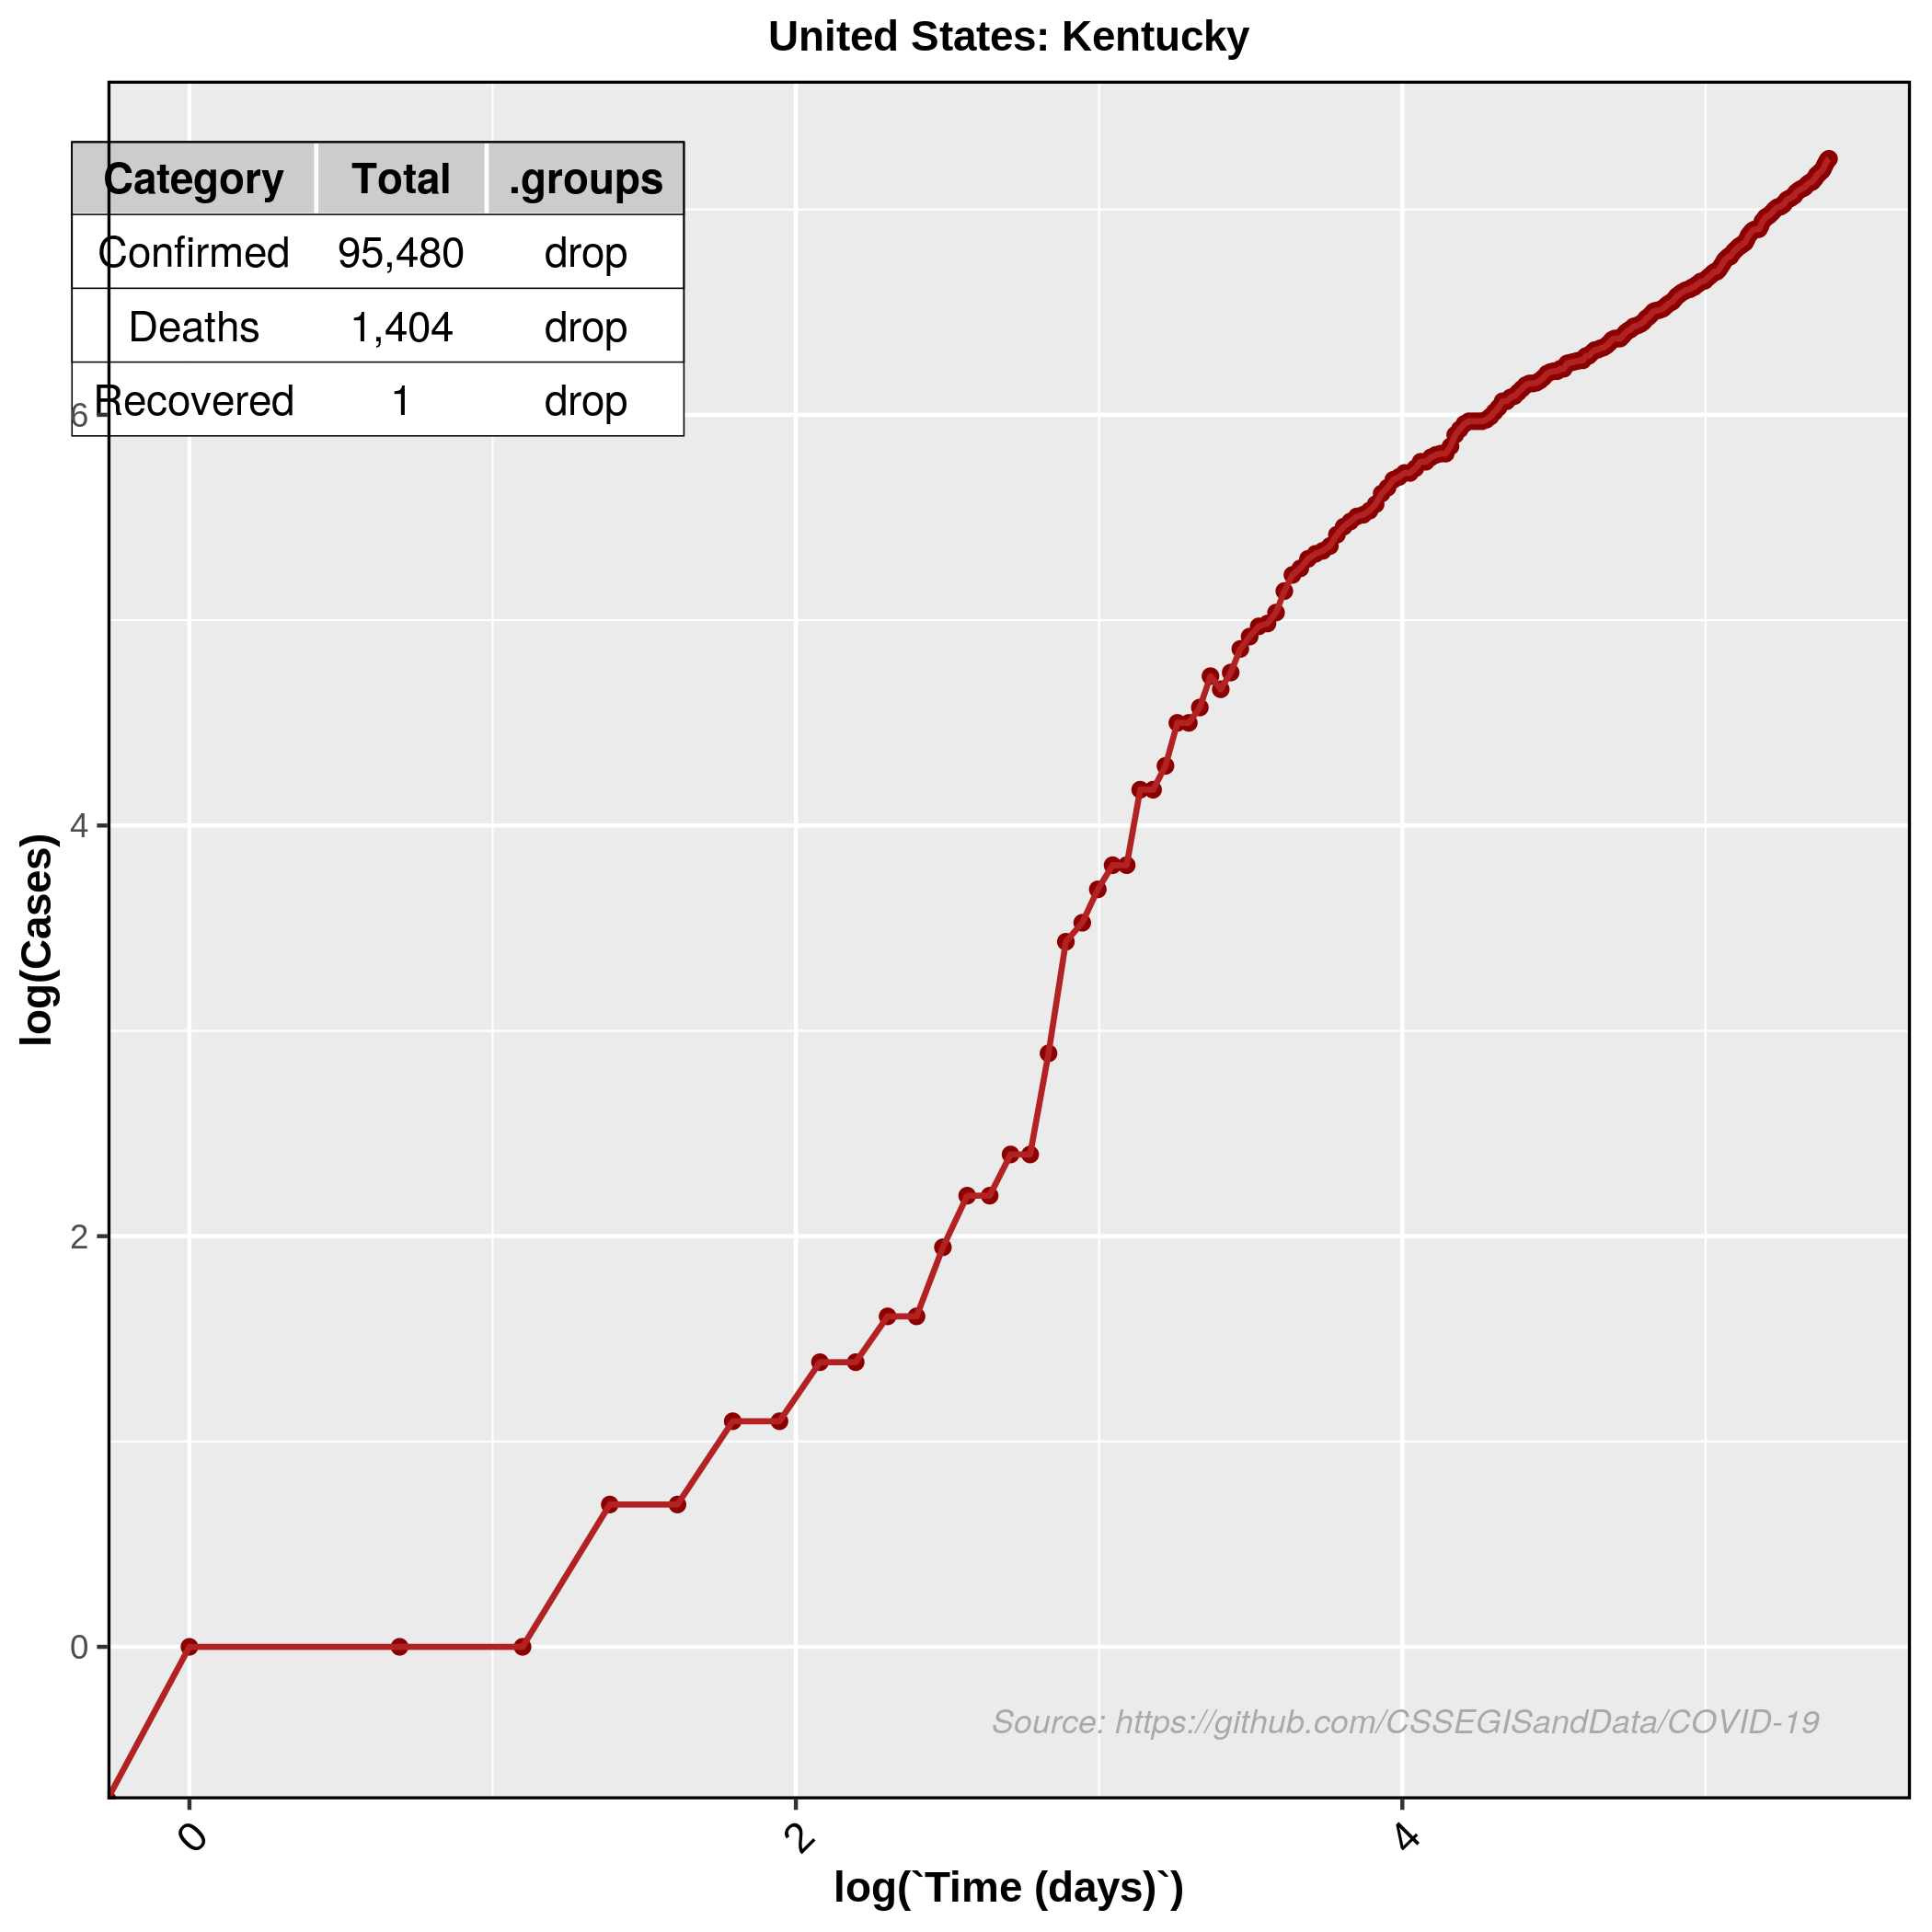 United States: Kentucky
Category Total .groups
Confirmed 95,480 drop
Deaths 1,404 drop
Recovered 1 drop
6
4
2
0
log(Cases)
Source: https://github.com/CSSEGISandData/COVID-19
0 2 4
log(`Time (days)`)